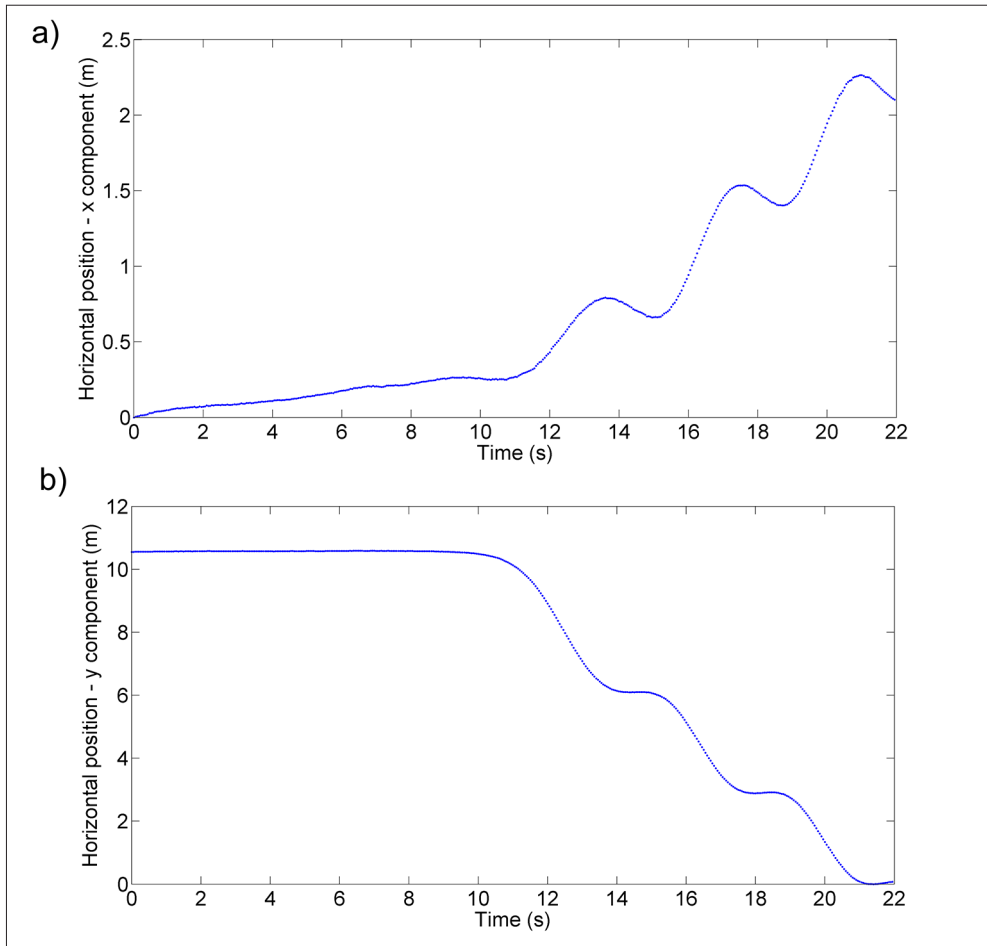 a)
Horizontal position - x component (m)
2.5
2
1.5
1
0.5
0
0 2 4 6 8 10 12 14 16 18 20 22
Time (s)
b)
Horizontal position - y component (m)
12
10
8
6
4
2
0
0 2 4 6 8 10 12 14 16 18 20 22
Time (s)